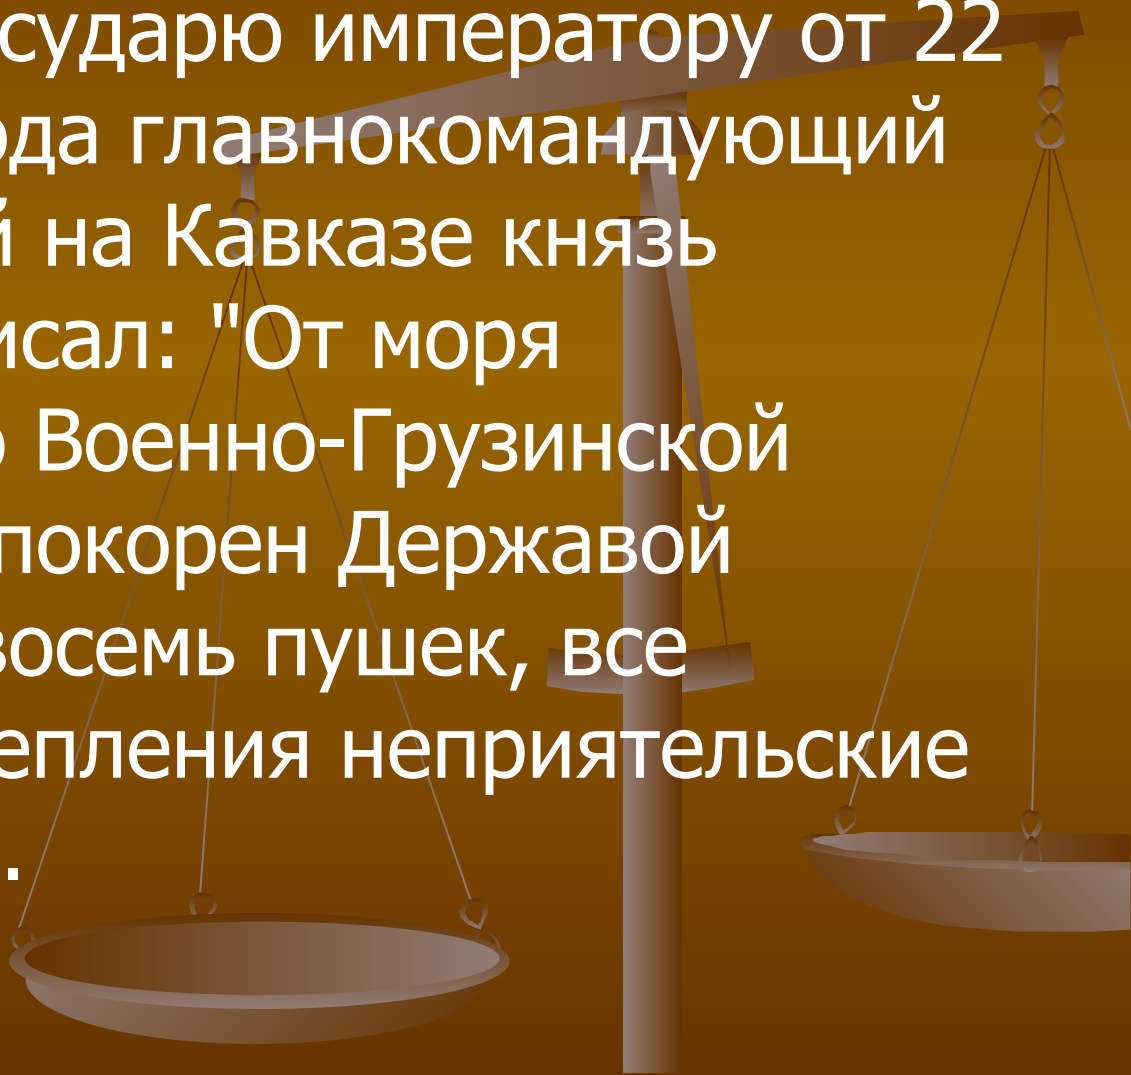 сударю императору от 22
ода главнокомандующий
й на Кавказе князь
исал: "От моря
о Военно-Грузинской
покорен Державой
восемь пушек, все
епления неприятельские
.